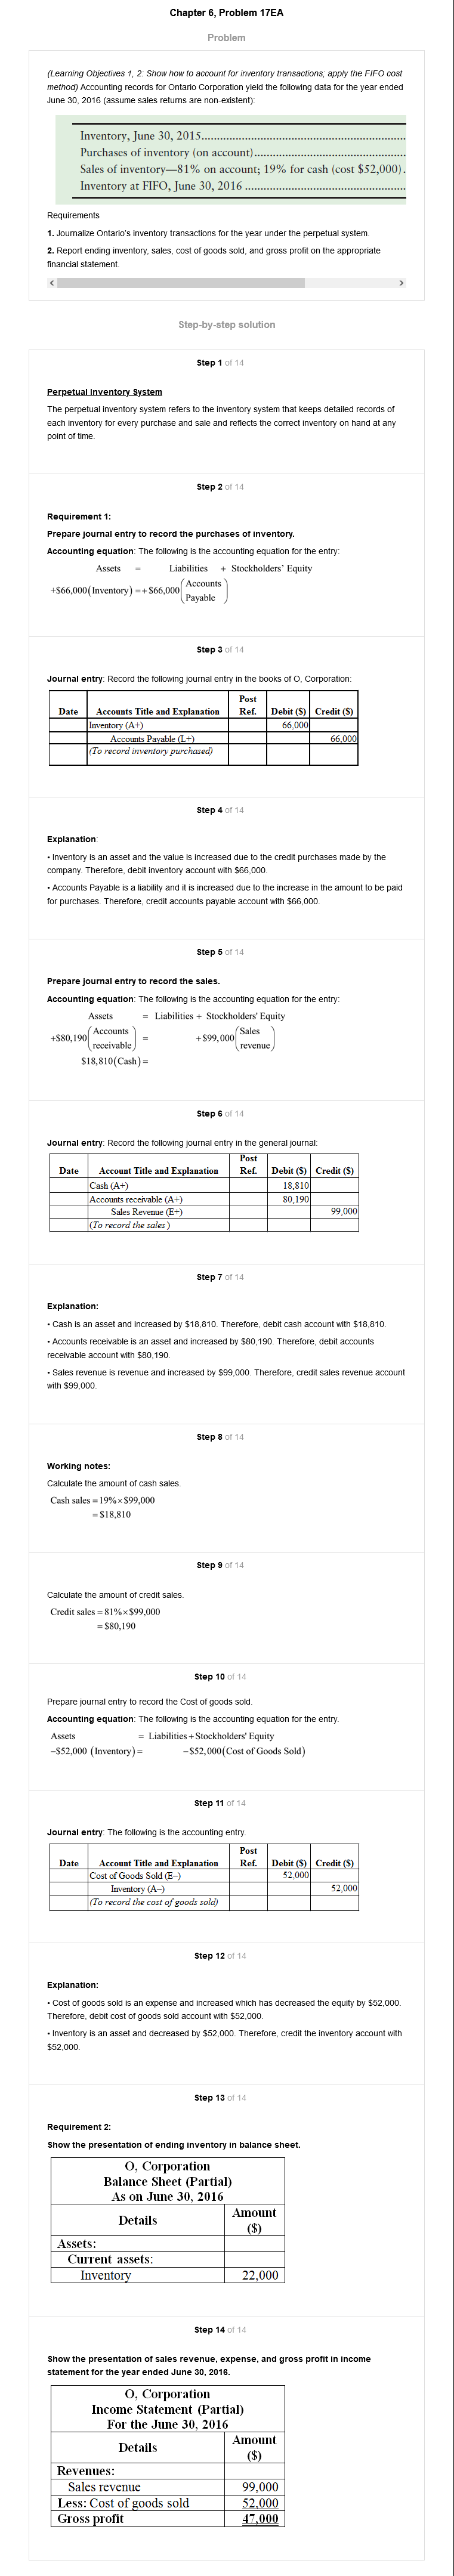 Chapter 6, Problem 17EA
Problem
(Learning Objectives 1, 2: Show how to account for inventory transactions; apply the FIFO cost
method) Accounting records for Ontario Corporation yield the following data for the year ended
June 30, 2016 (assume sales returns are non-existent):
Inventory, June 30, 2015
Purchases of inventory (on account)
Sales of inventory—81% on account; 19% for cash (cost $52,000)
Inventory at FIFO, June 30, 2016
Requirements
1. Journalize Ontario's inventory transactions for the year under the perpetual system.
2. Report ending inventory, sales, cost of goods sold, and gross profit on the appropriate
financial statement.
Step-by-step solution
Step 1 of 14
Perpetual Inventory System
The perpetual inventory system refers to the inventory system that keeps detailed records of
each inventory for every purchase and sale and reflects the correct inventory on hand at any
point of time.
Step 2 of 14
Requirement 1:
Prepare journal entry to record the purchases of inventory.
Accounting equation: The following is the accounting equation for the entry:
Assets = Liabilities + Stockholders' Equity
+$66,000(Inventory) =+ $66,000(Accounts
Payable)
Step 3 of 14
Journal entry: Record the following journal entry in the books of O, Corporation:
Date Accounts Title and Explanation Post Ref. Debit ($) Credit ($)
Inventory (A+) 66,000
Accounts Payable (L+) 66,000
(To record inventory purchased)
Step 4 of 14
Explanation:
• Inventory is an asset and the value is increased due to the credit purchases made by the
company. Therefore, debit inventory account with $66,000.
• Accounts Payable is a liability and it is increased due to the increase in the amount to be paid
for purchases. Therefore, credit accounts payable account with $66,000.
Step 5 of 14
Prepare journal entry to record the sales.
Accounting equation: The following is the accounting equation for the entry:
Assets = Liabilities + Stockholders' Equity
+$80,190(Accounts receivable) = +$99,000(Sales revenue)
$18,810(Cash) =
Step 6 of 14
Journal entry: Record the following journal entry in the general journal:
Date Account Title and Explanation Post Ref. Debit ($) Credit ($)
Cash (A+) 18,810
Accounts receivable (A+) 80,190
Sales Revenue (E+) 99,000
(To record the sales )
Step 7 of 14
Explanation:
• Cash is an asset and increased by $18,810. Therefore, debit cash account with $18,810.
• Accounts receivable is an asset and increased by $80,190. Therefore, debit accounts
receivable account with $80,190.
• Sales revenue is revenue and increased by $99,000. Therefore, credit sales revenue account
with $99,000.
Step 8 of 14
Working notes:
Calculate the amount of cash sales.
Cash sales = 19%×$99,000
= $18,810
Step 9 of 14
Calculate the amount of credit sales.
Credit sales = 81%×$99,000
= $80,190
Step 10 of 14
Prepare journal entry to record the Cost of goods sold.
Accounting equation: The following is the accounting equation for the entry.
Assets = Liabilities + Stockholders' Equity
−$52,000 (Inventory) = −$52,000(Cost of Goods Sold)
Step 11 of 14
Journal entry: The following is the accounting entry.
Date Account Title and Explanation Post Ref. Debit ($) Credit ($)
Cost of Goods Sold (E–) 52,000
Inventory (A–) 52,000
(To record the cost of goods sold)
Step 12 of 14
Explanation:
• Cost of goods sold is an expense and increased which has decreased the equity by $52,000.
Therefore, debit cost of goods sold account with $52,000.
• Inventory is an asset and decreased by $52,000. Therefore, credit the inventory account with
$52,000.
Step 13 of 14
Requirement 2:
Show the presentation of ending inventory in balance sheet.
O, Corporation
Balance Sheet (Partial)
As on June 30, 2016
Details Amount ($)
Assets:
Current assets:
Inventory 22,000
Step 14 of 14
Show the presentation of sales revenue, expense, and gross profit in income
statement for the year ended June 30, 2016.
O, Corporation
Income Statement (Partial)
For the June 30, 2016
Details Amount ($)
Revenues:
Sales revenue 99,000
Less: Cost of goods sold 52,000
Gross profit 47,000